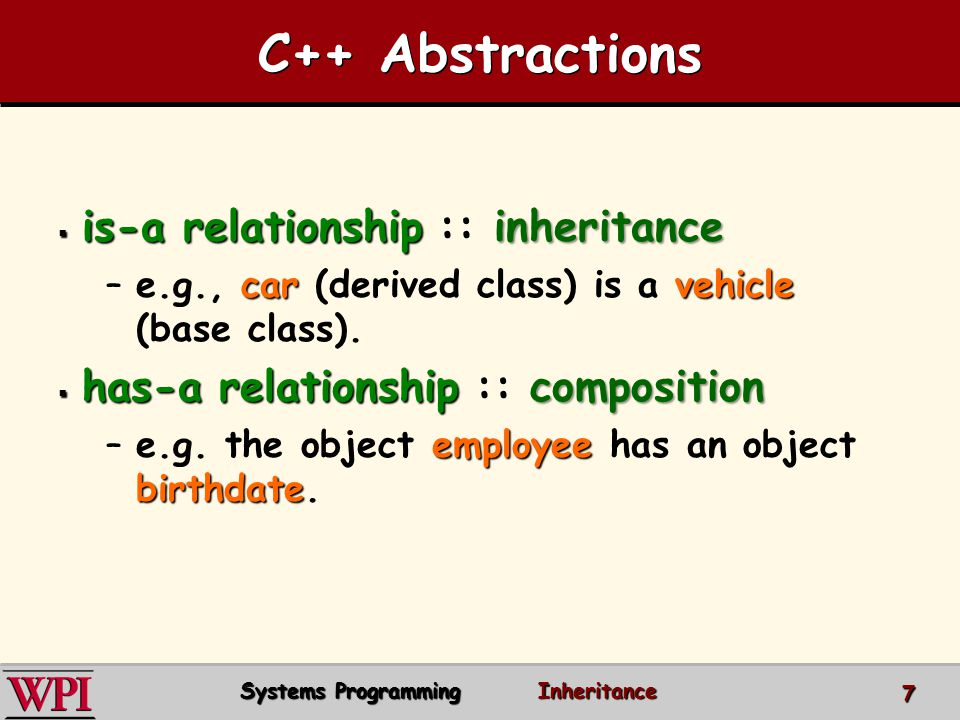 C++ Abstractions
▪ is-a relationship :: inheritance
–e.g., car (derived class) is a vehicle
(base class).
▪ has-a relationship :: composition
–e.g. the object employee has an object
birthdate.
WPI Systems Programming Inheritance 7